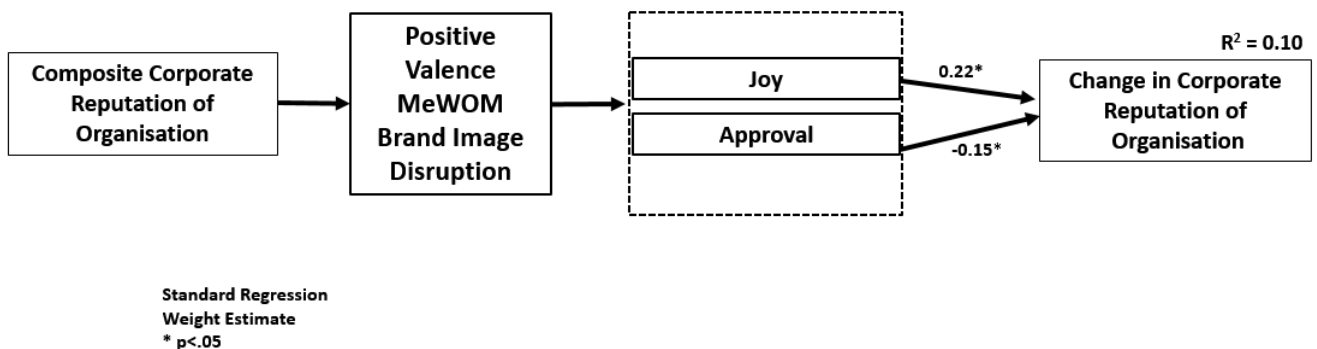 Composite Corporate
Reputation of
Organisation
Positive
Valence
MeWOM
Brand Image
Disruption
Joy
Approval
0.22*
-0.15*
R² = 0.10
Change in Corporate
Reputation of
Organisation
Standard Regression
Weight Estimate
* p<.05